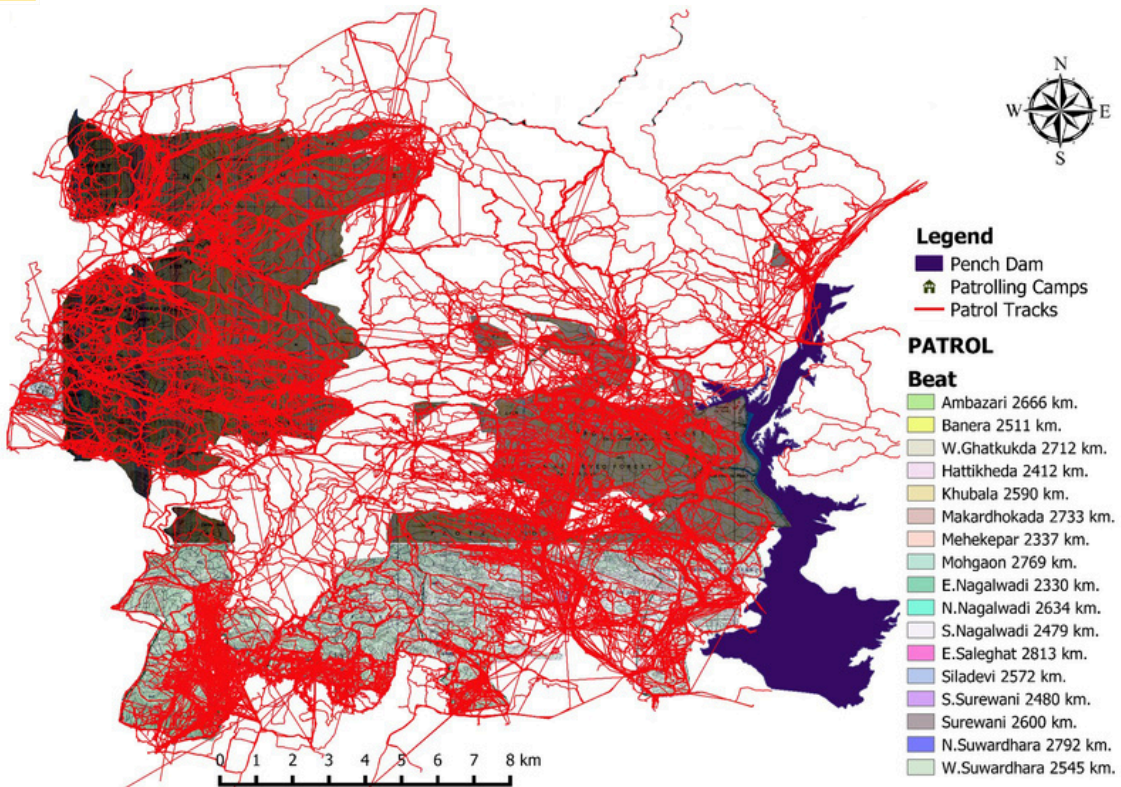 N
W E
S
Legend
Pench Dam
Patrolling Camps
Patrol Tracks
PATROL
Beat
Ambazari 2666 km.
Banera 2511 km.
W.Ghatkukda 2712 km.
Hattikheda 2412 km.
Khubala 2590 km.
Makardhokada 2733 km.
Mehekepar 2337 km.
Mohgaon 2769 km.
E.Nagalwadi 2330 km.
N.Nagalwadi 2634 km.
S.Nagalwadi 2479 km.
E.Saleghat 2813 km.
Siladevi 2572 km.
S.Surewani 2480 km.
Surewani 2600 km.
N.Suwardhara 2792 km.
W.Suwardhara 2545 km.
0 1 2 3 4 5 6 7 8 km